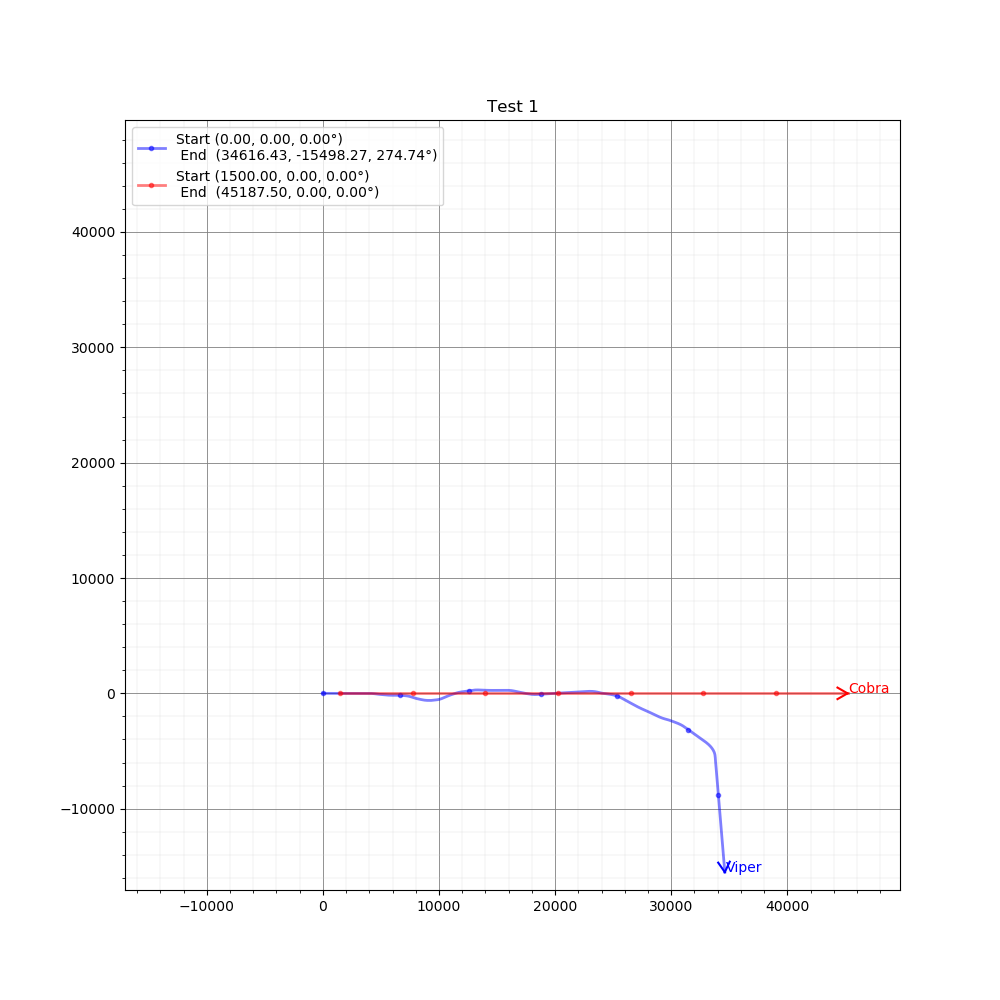 Test 1
Start (0.00, 0.00, 0.00°)
End (34616.43, -15498.27, 274.74°)
Start (1500.00, 0.00, 0.00°)
End (45187.50, 0.00, 0.00°)
40000
30000
20000
10000
0
−10000
Cobra
Viper
−10000
0
10000
20000
30000
40000